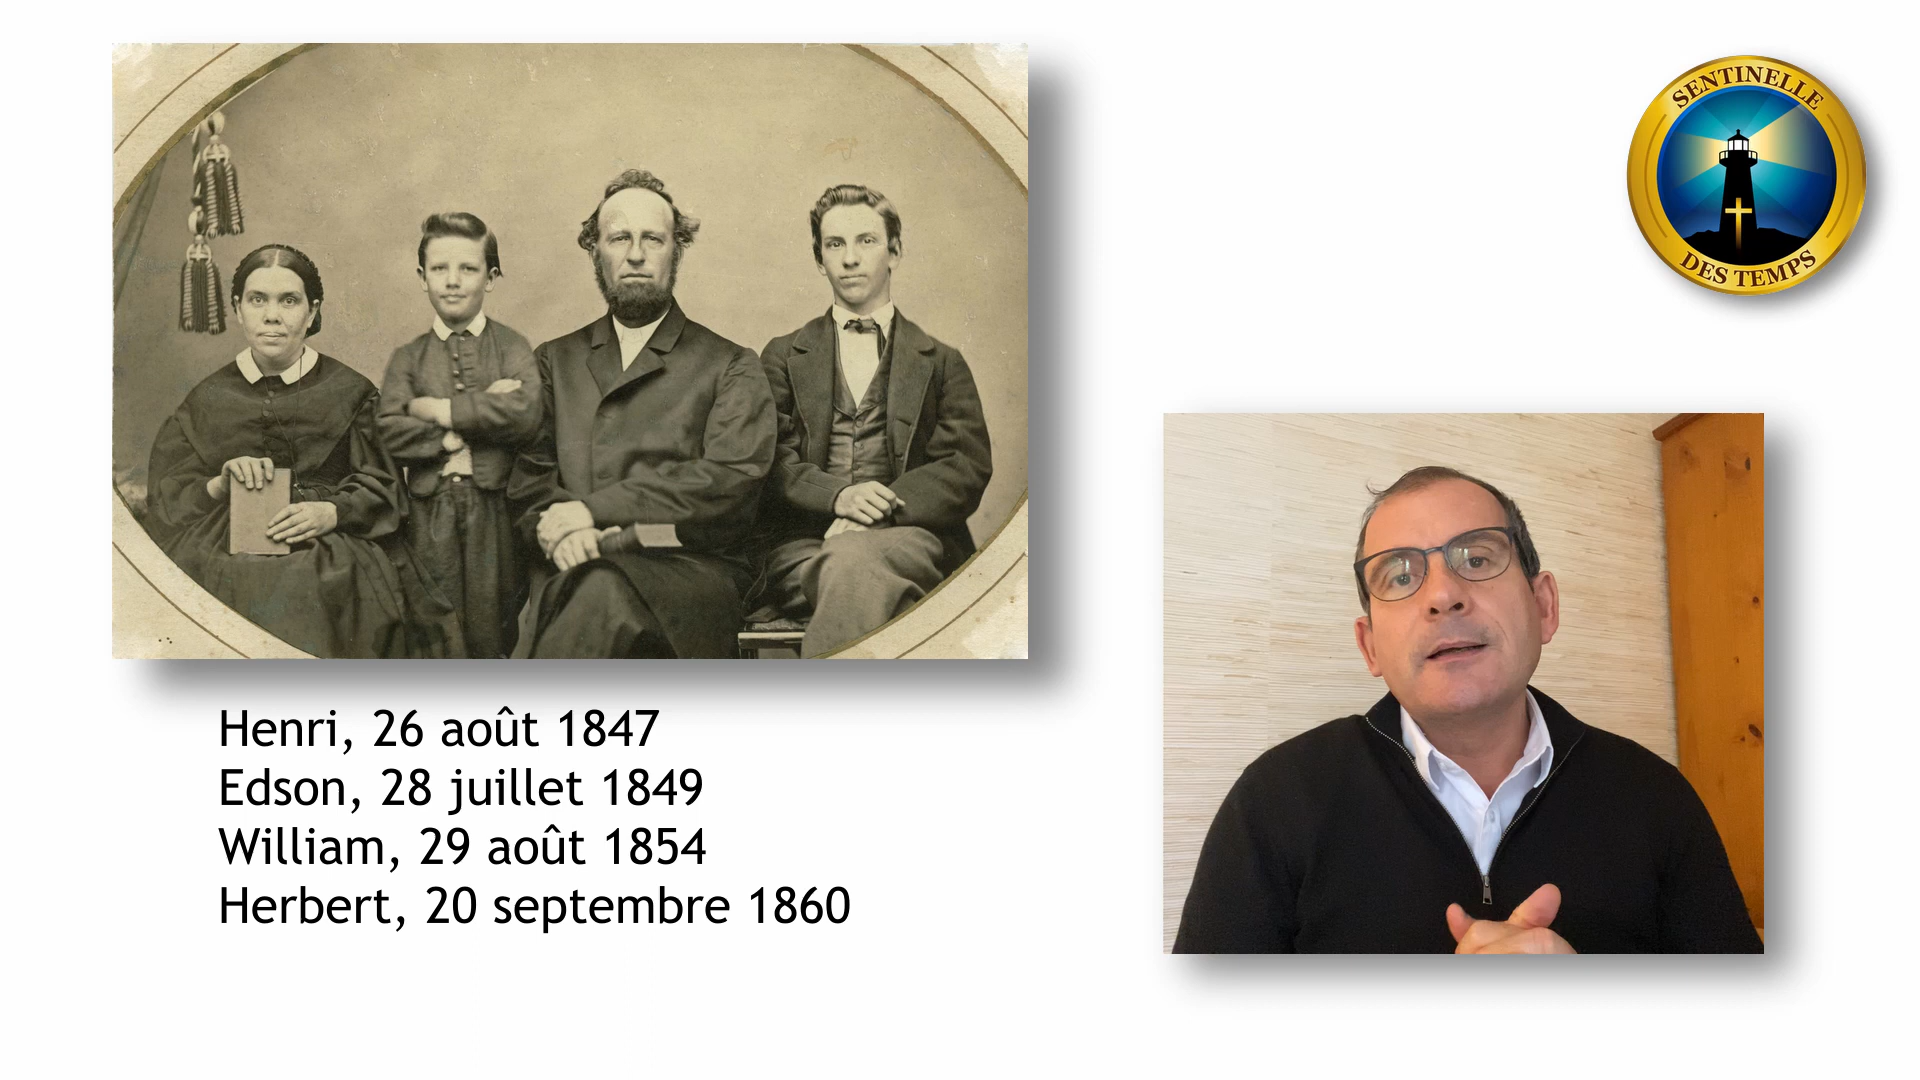 SENTINELLE
DES TEMPS
Henri, 26 août 1847
Edson, 28 juillet 1849
William, 29 août 1854
Herbert, 20 septembre 1860